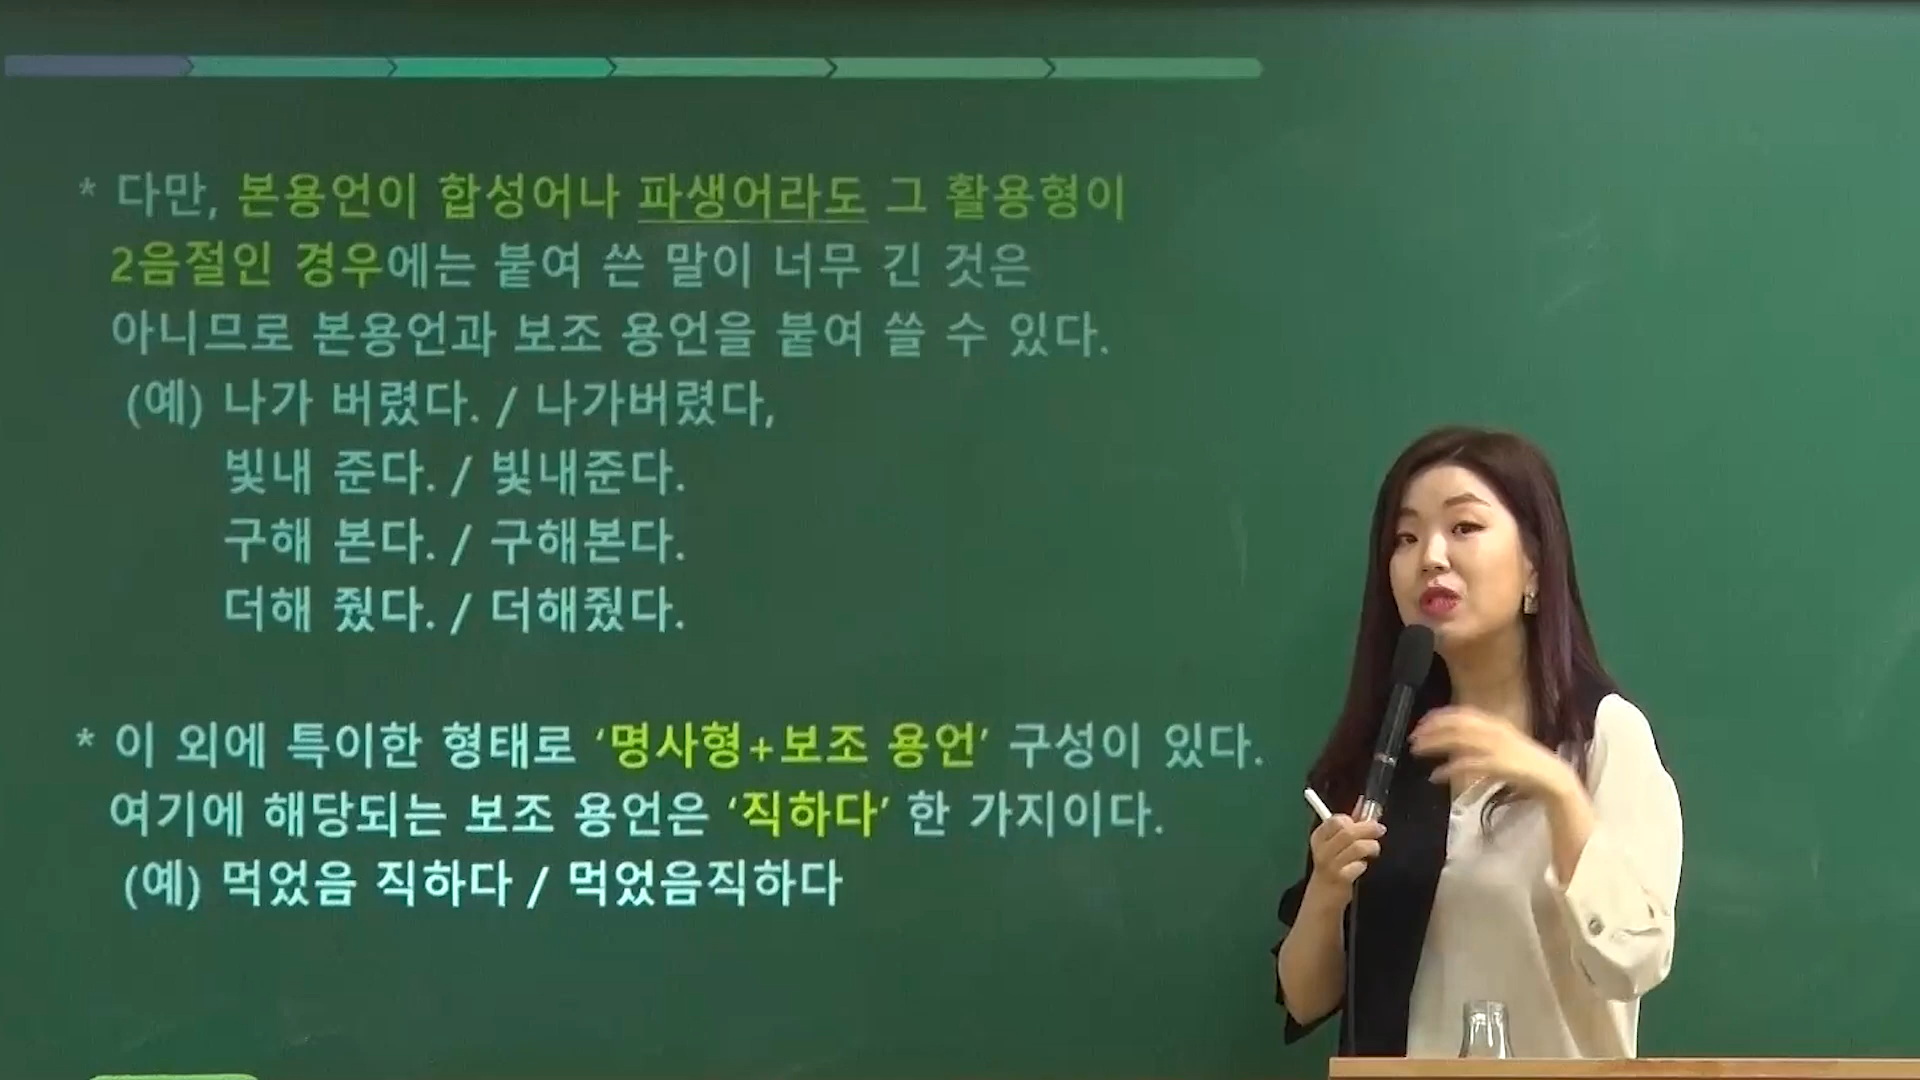 * 다만, 본용언이 합성어나 파생어라도 그 활용형이
2음절인 경우에는 붙여 쓴 말이 너무 긴 것은
아니므로 본용언과 보조 용언을 붙여 쓸 수 있다.
(예) 나가 버렸다. / 나가버렸다,
빛내 준다. / 빛내준다.
구해 본다. / 구해본다.
더해 줬다. / 더해줬다.
* 이 외에 특이한 형태로 ‘명사형+보조 용언’ 구성이 있다.
여기에 해당되는 보조 용언은 ‘직하다’ 한 가지이다.
(예) 먹었음 직하다 / 먹었음직하다